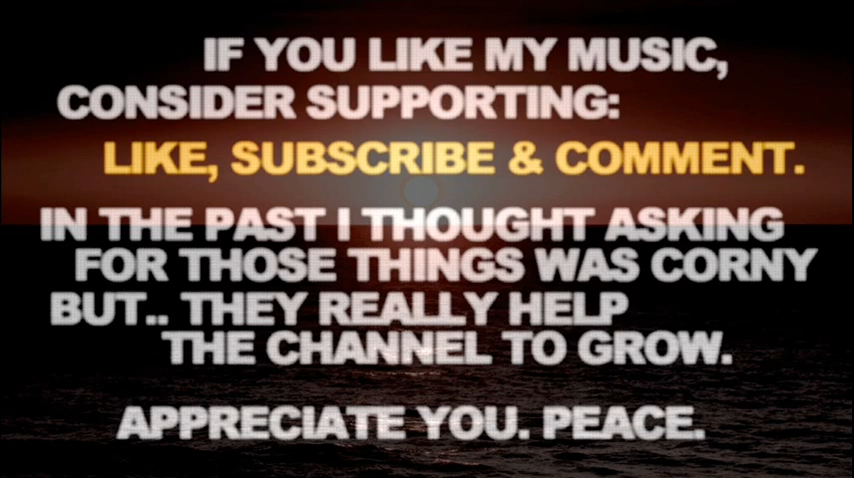 IF YOU LIKE MY MUSIC,
CONSIDER SUPPORTING:
LIKE, SUBSCRIBE & COMMENT.
IN THE PAST I THOUGHT ASKING
FOR THOSE THINGS WAS CORNY
BUT.. THEY REALLY HELP
THE CHANNEL TO GROW.
APPRECIATE YOU. PEACE.